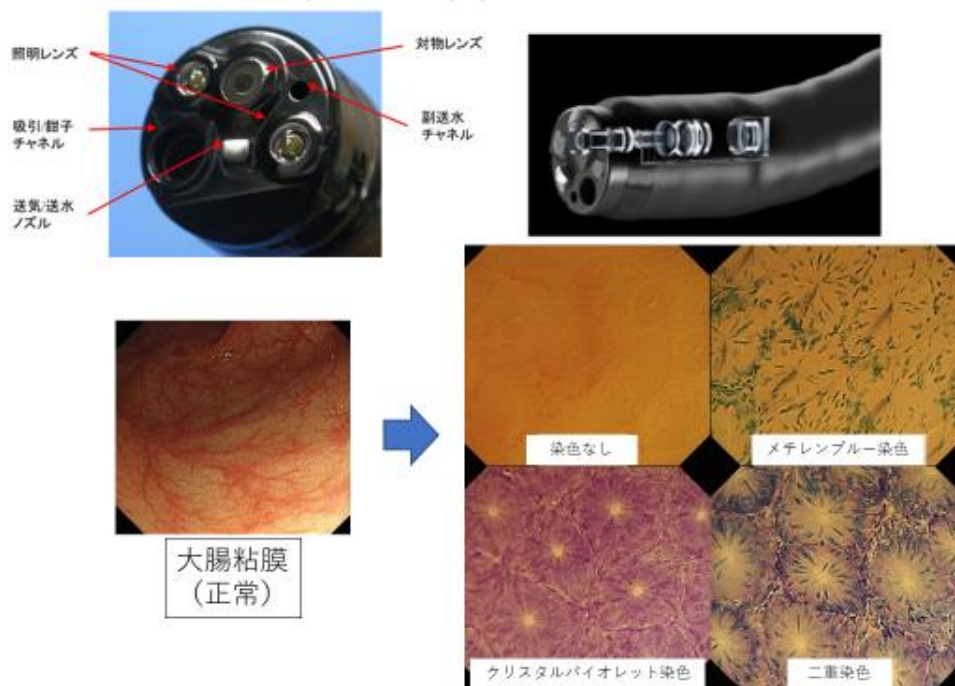 照明レンズ
対物レンズ
吸引/鉗子
チャネル
副送水
チャネル
送気/送水
ノズル
染色なし
メチレンブルー染色
大腸粘膜
(正常)
クリスタルバイオレット染色
二重染色